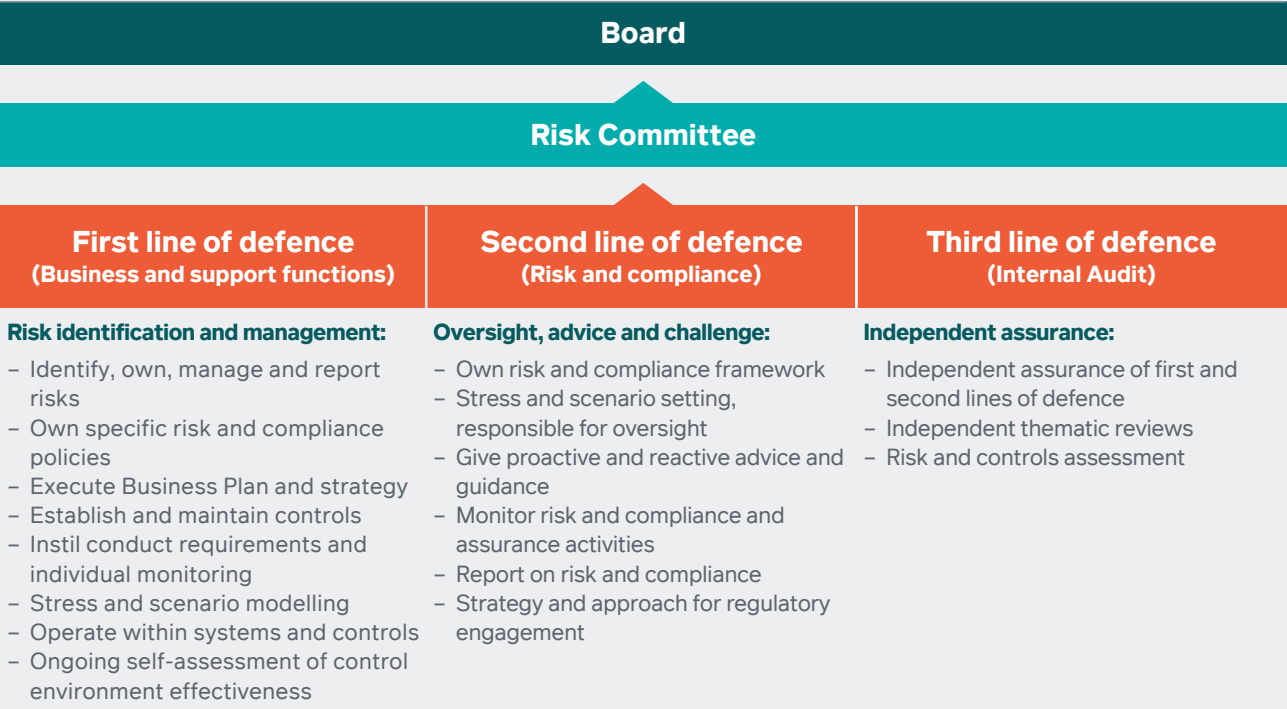 Board
Risk Committee
First line of defence
(Business and support functions)
Second line of defence
(Risk and compliance)
Third line of defence
(Internal Audit)
Risk identification and management:
– Identify, own, manage and report
risks
– Own specific risk and compliance
policies
– Execute Business Plan and strategy
– Establish and maintain controls
– Instil conduct requirements and
individual monitoring
– Stress and scenario modelling
– Operate within systems and controls
– Ongoing self-assessment of control
environment effectiveness
Oversight, advice and challenge:
– Own risk and compliance framework
– Stress and scenario setting,
responsible for oversight
– Give proactive and reactive advice and
guidance
– Monitor risk and compliance and
assurance activities
– Report on risk and compliance
– Strategy and approach for regulatory
engagement
Independent assurance:
– Independent assurance of first and
second lines of defence
– Independent thematic reviews
– Risk and controls assessment